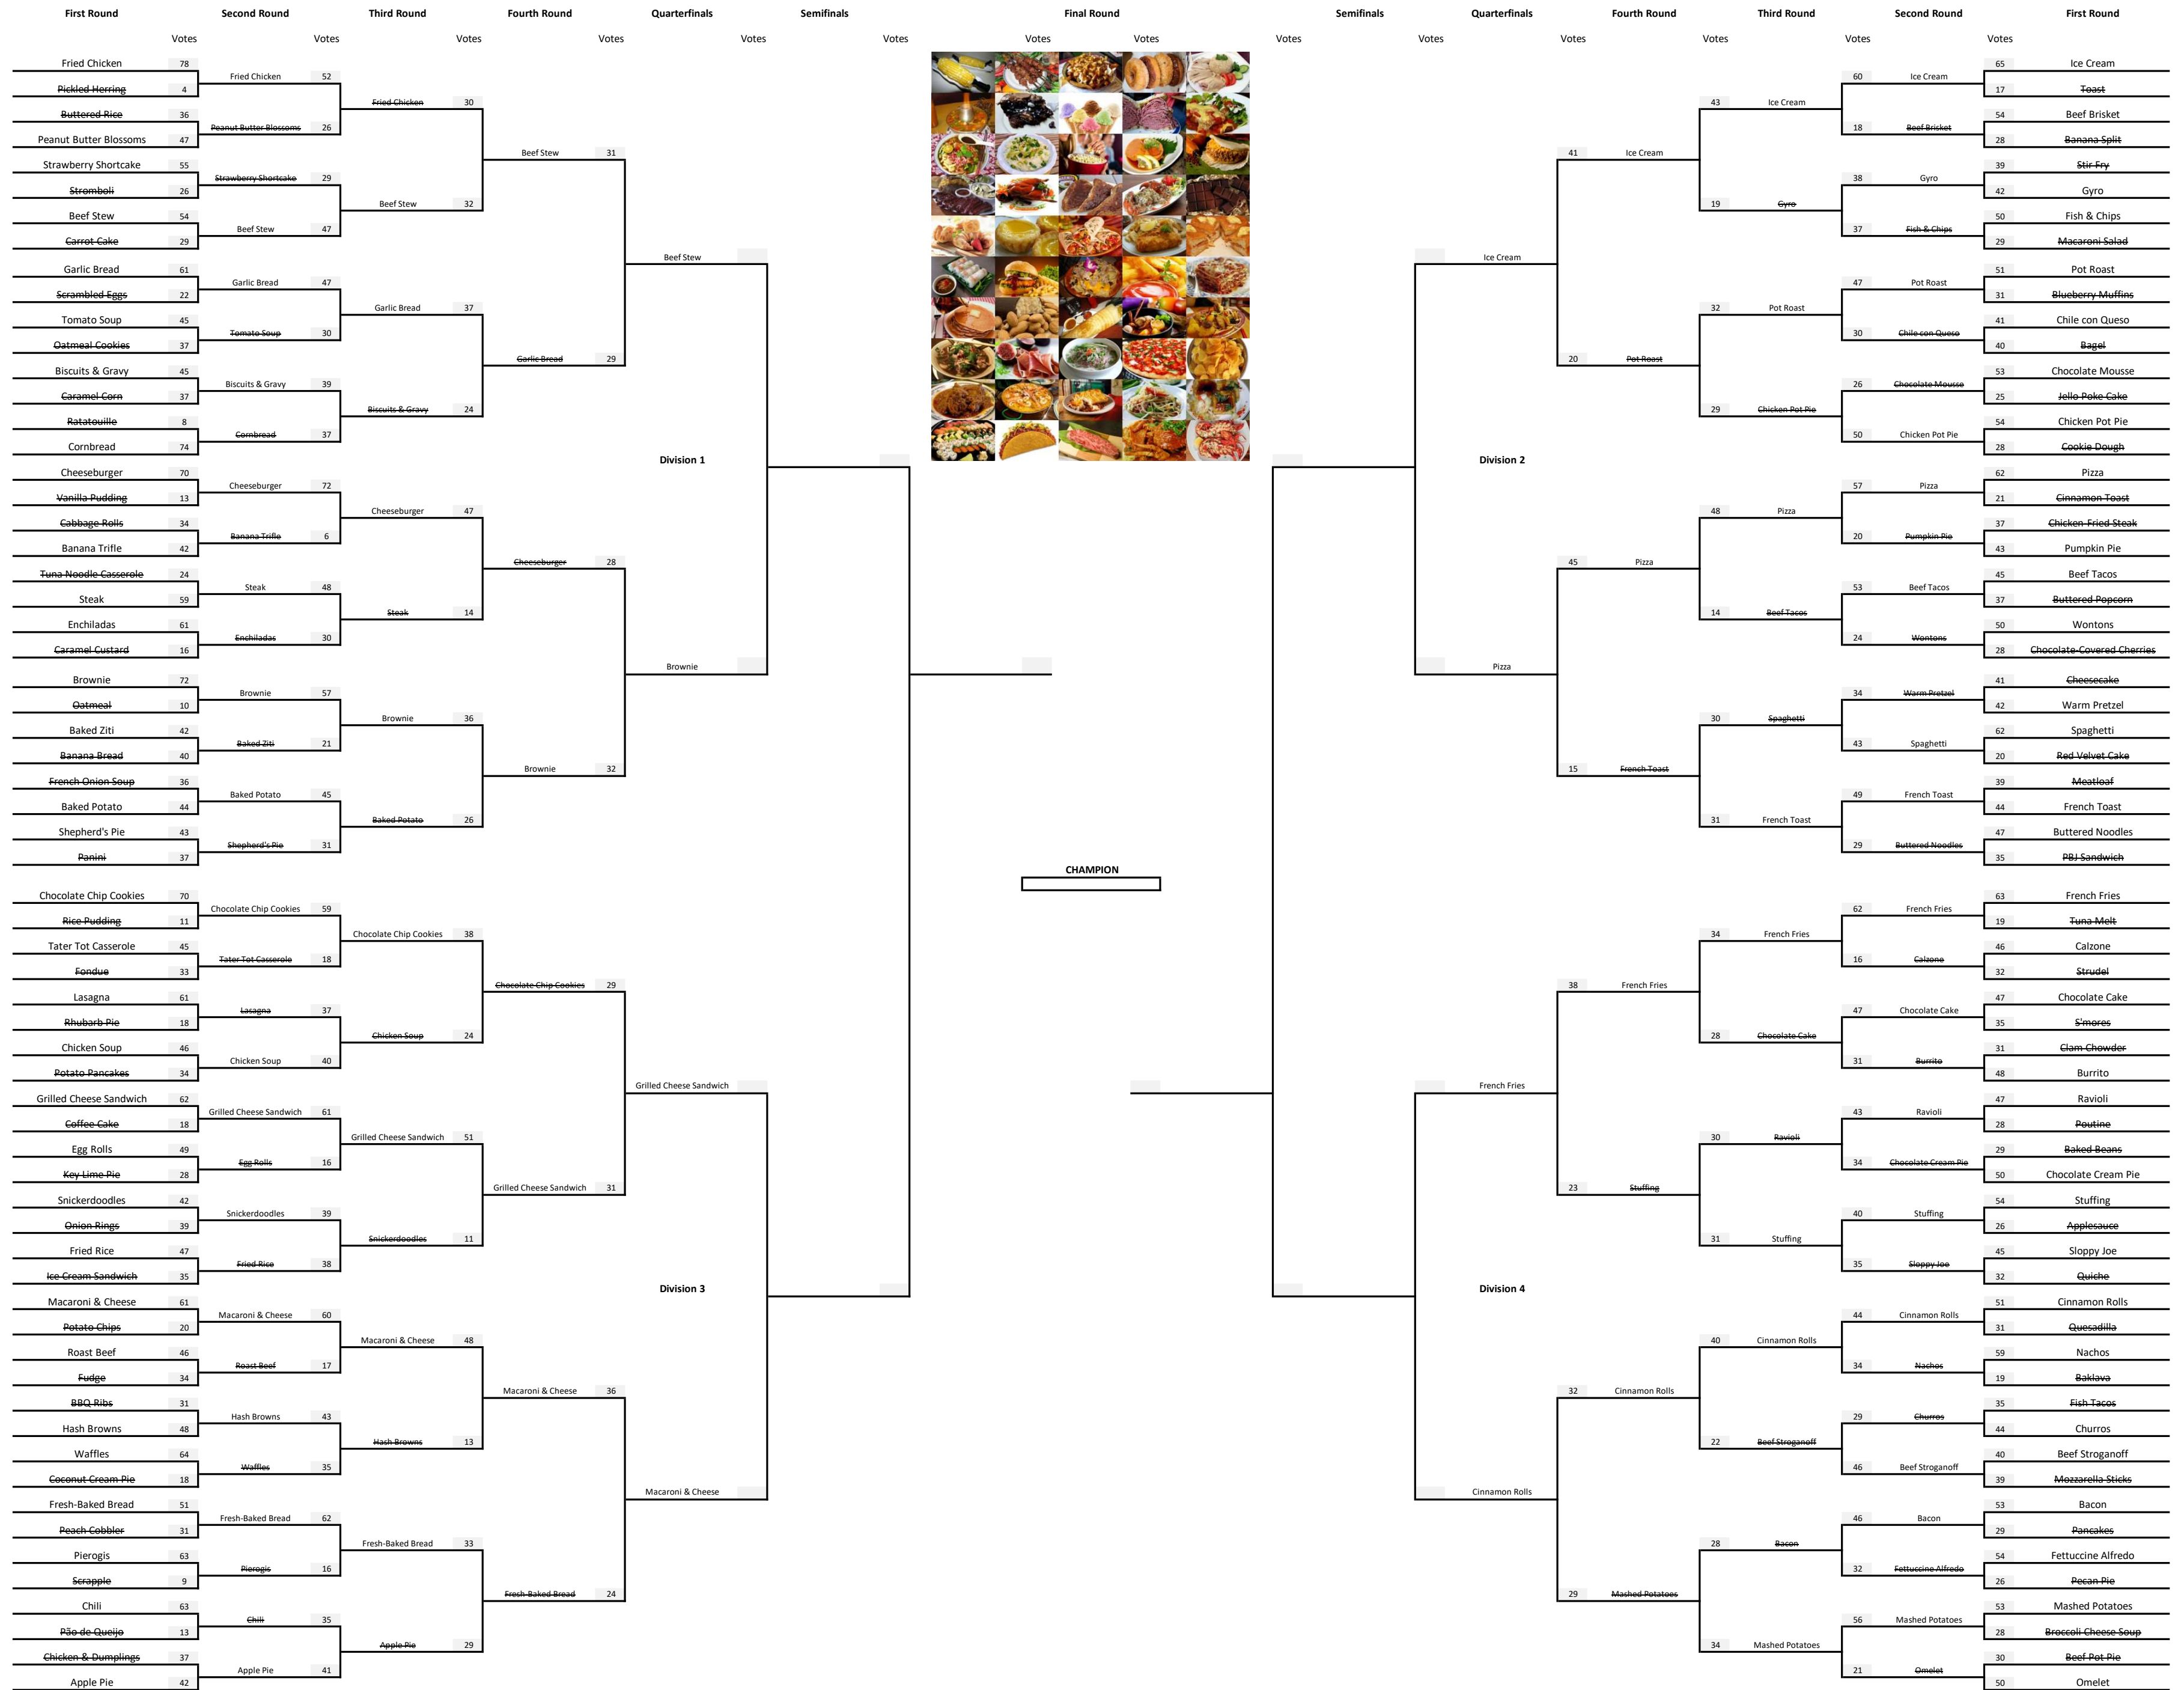 First Round Second Round Third Round Fourth Round Quarterfinals Semifinals Final Round Semifinals Quarterfinals Fourth Round Third Round Second Round First Round
Votes Votes Votes Votes Votes Votes Votes Votes Votes Votes Votes Votes Votes Votes
Fried Chicken 78
Pickled Herring 4
Buttered Rice 36
Peanut Butter Blossoms 47
Strawberry Shortcake 55
Stromboli 26
Beef Stew 54
Carrot Cake 29
Garlic Bread 61
Scrambled Eggs 22
Tomato Soup 45
Oatmeal Cookies 37
Biscuits & Gravy 45
Caramel Corn 37
Ratatouille 8
Cornbread 74
Cheeseburger 70
Vanilla Pudding 13
Cabbage Rolls 34
Banana Trifle 42
Tuna Noodle Casserole 24
Steak 59
Enchiladas 61
Caramel Custard 16
Brownie 72
Oatmeal 10
Baked Ziti 42
Banana Bread 40
French Onion Soup 36
Baked Potato 44
Shepherd's Pie 43
Panini 37
Chocolate Chip Cookies 70
Rice Pudding 11
Tater Tot Casserole 45
Fondue 33
Lasagna 61
Rhubarb Pie 18
Chicken Soup 46
Potato Pancakes 34
Grilled Cheese Sandwich 62
Coffee Cake 18
Egg Rolls 49
Key Lime Pie 28
Snickerdoodles 42
Onion Rings 39
Fried Rice 47
Ice Cream Sandwich 35
Macaroni & Cheese 61
Potato Chips 20
Roast Beef 46
Fudge 34
BBQ Ribs 31
Hash Browns 48
Waffles 64
Coconut Cream Pie 18
Fresh-Baked Bread 51
Peach Cobbler 31
Pierogis 63
Scrapple 9
Chili 63
Pão de Queijo 13
Chicken & Dumplings 37
Apple Pie 42
Fried Chicken 52
Peanut Butter Blossoms 26
Strawberry Shortcake 29
Beef Stew 47
Garlic Bread 47
Tomato Soup 30
Biscuits & Gravy 39
Cornbread 37
Cheeseburger 72
Banana Trifle 6
Steak 48
Enchiladas 30
Brownie 57
Baked Ziti 21
Baked Potato 45
Shepherd's Pie 31
Chocolate Chip Cookies 59
Tater Tot Casserole 18
Lasagna 37
Chicken Soup 40
Grilled Cheese Sandwich 61
Egg Rolls 16
Snickerdoodles 39
Fried Rice 38
Macaroni & Cheese 60
Roast Beef 17
Hash Browns 43
Waffles 35
Fresh-Baked Bread 62
Pierogis 16
Chili 35
Apple Pie 41
Fried Chicken 30
Beef Stew 32
Garlic Bread 37
Biscuits & Gravy 24
Cheeseburger 47
Steak 14
Brownie 36
Baked Potato 26
Chocolate Chip Cookies 38
Chicken Soup 24
Grilled Cheese Sandwich 51
Snickerdoodles 11
Macaroni & Cheese 48
Hash Browns 13
Fresh-Baked Bread 33
Apple Pie 29
Beef Stew 31
Garlic Bread 29
Cheeseburger 28
Brownie 32
Chocolate Chip Cookies 29
Grilled Cheese Sandwich 31
Macaroni & Cheese 36
Fresh-Baked Bread 24
Beef Stew
Division 1
Brownie
Grilled Cheese Sandwich
Division 3
Macaroni & Cheese
CHAMPION
Ice Cream
Division 2
Pizza
French Fries
Division 4
Cinnamon Rolls
41 Ice Cream
20 Pot Roast
45 Pizza
15 French Toast
38 French Fries
23 Stuffing
32 Cinnamon Rolls
29 Mashed Potatoes
43 Ice Cream
19 Gyro
32 Pot Roast
29 Chicken Pot Pie
48 Pizza
14 Beef Tacos
30 Spaghetti
31 French Toast
34 French Fries
28 Chocolate Cake
30 Ravioli
31 Stuffing
40 Cinnamon Rolls
22 Beef Stroganoff
28 Bacon
34 Mashed Potatoes
60 Ice Cream
18 Beef Brisket
38 Gyro
37 Fish & Chips
47 Pot Roast
30 Chile con Queso
26 Chocolate Mousse
50 Chicken Pot Pie
57 Pizza
20 Pumpkin Pie
53 Beef Tacos
24 Wontons
34 Warm Pretzel
43 Spaghetti
49 French Toast
29 Buttered Noodles
62 French Fries
16 Calzone
47 Chocolate Cake
31 Burrito
43 Ravioli
34 Chocolate Cream Pie
40 Stuffing
35 Sloppy Joe
44 Cinnamon Rolls
34 Nachos
29 Churros
46 Beef Stroganoff
46 Bacon
32 Fettuccine Alfredo
56 Mashed Potatoes
21 Omelet
65 Ice Cream
17 Toast
54 Beef Brisket
28 Banana Split
39 Stir Fry
42 Gyro
50 Fish & Chips
29 Macaroni Salad
51 Pot Roast
31 Blueberry Muffins
41 Chile con Queso
40 Bagel
53 Chocolate Mousse
25 Jello Poke Cake
54 Chicken Pot Pie
28 Cookie Dough
62 Pizza
21 Cinnamon Toast
37 Chicken-Fried Steak
43 Pumpkin Pie
45 Beef Tacos
37 Buttered Popcorn
50 Wontons
28 Chocolate-Covered Cherries
41 Cheesecake
42 Warm Pretzel
62 Spaghetti
20 Red Velvet Cake
39 Meatloaf
44 French Toast
47 Buttered Noodles
35 PBJ Sandwich
63 French Fries
19 Tuna Melt
46 Calzone
32 Strudel
47 Chocolate Cake
35 S'mores
31 Clam Chowder
48 Burrito
47 Ravioli
28 Poutine
29 Baked Beans
50 Chocolate Cream Pie
54 Stuffing
26 Applesauce
45 Sloppy Joe
32 Quiche
51 Cinnamon Rolls
31 Quesadilla
59 Nachos
19 Baklava
35 Fish Tacos
44 Churros
40 Beef Stroganoff
39 Mozzarella Sticks
53 Bacon
29 Pancakes
54 Fettuccine Alfredo
26 Pecan Pie
53 Mashed Potatoes
28 Broccoli Cheese Soup
30 Beef Pot Pie
50 Omelet